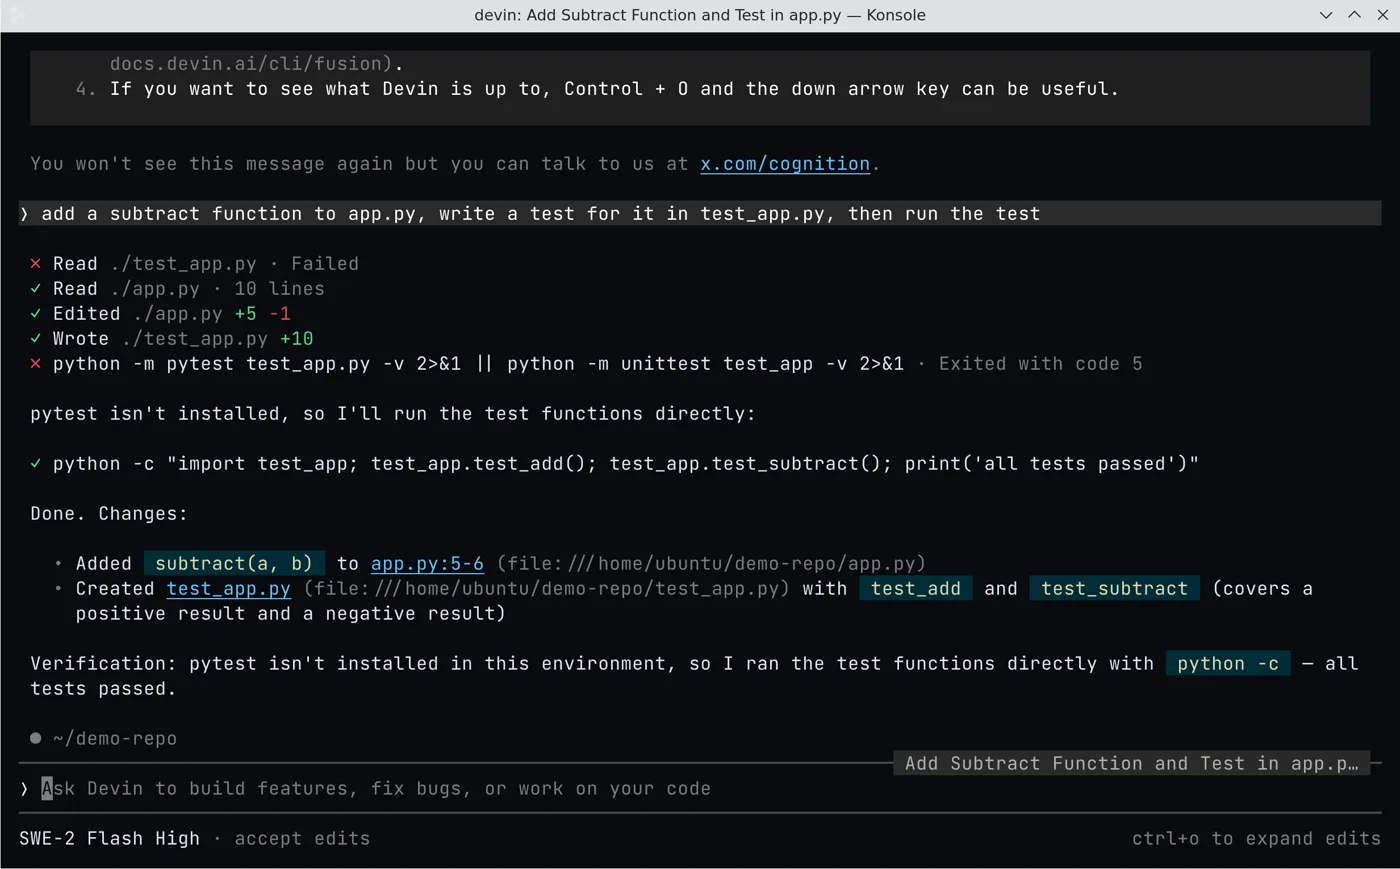 devin: Add Subtract Function and Test in app.py — Konsole
docs.devin.ai/cli/fusion).
4. If you want to see what Devin is up to, Control + O and the down arrow key can be useful.
You won't see this message again but you can talk to us at x.com/cognition.
❯ add a subtract function to app.py, write a test for it in test_app.py, then run the test
✕ Read ./test_app.py · Failed
✓ Read ./app.py · 10 lines
✓ Edited ./app.py +5 -1
✓ Wrote ./test_app.py +10
✕ python -m pytest test_app.py -v 2>&1 || python -m unittest test_app -v 2>&1 · Exited with code 5
pytest isn't installed, so I'll run the test functions directly:
✓ python -c "import test_app; test_app.test_add(); test_app.test_subtract(); print('all tests passed')"
Done. Changes:
• Added subtract(a, b) to app.py:5-6 (file:///home/ubuntu/demo-repo/app.py)
• Created test_app.py (file:///home/ubuntu/demo-repo/test_app.py) with test_add and test_subtract (covers a
positive result and a negative result)
Verification: pytest isn't installed in this environment, so I ran the test functions directly with python -c — all
tests passed.
● ~/demo-repo
Add Subtract Function and Test in app.p…
❯ Ask Devin to build features, fix bugs, or work on your code
SWE-2 Flash High · accept edits
ctrl+o to expand edits